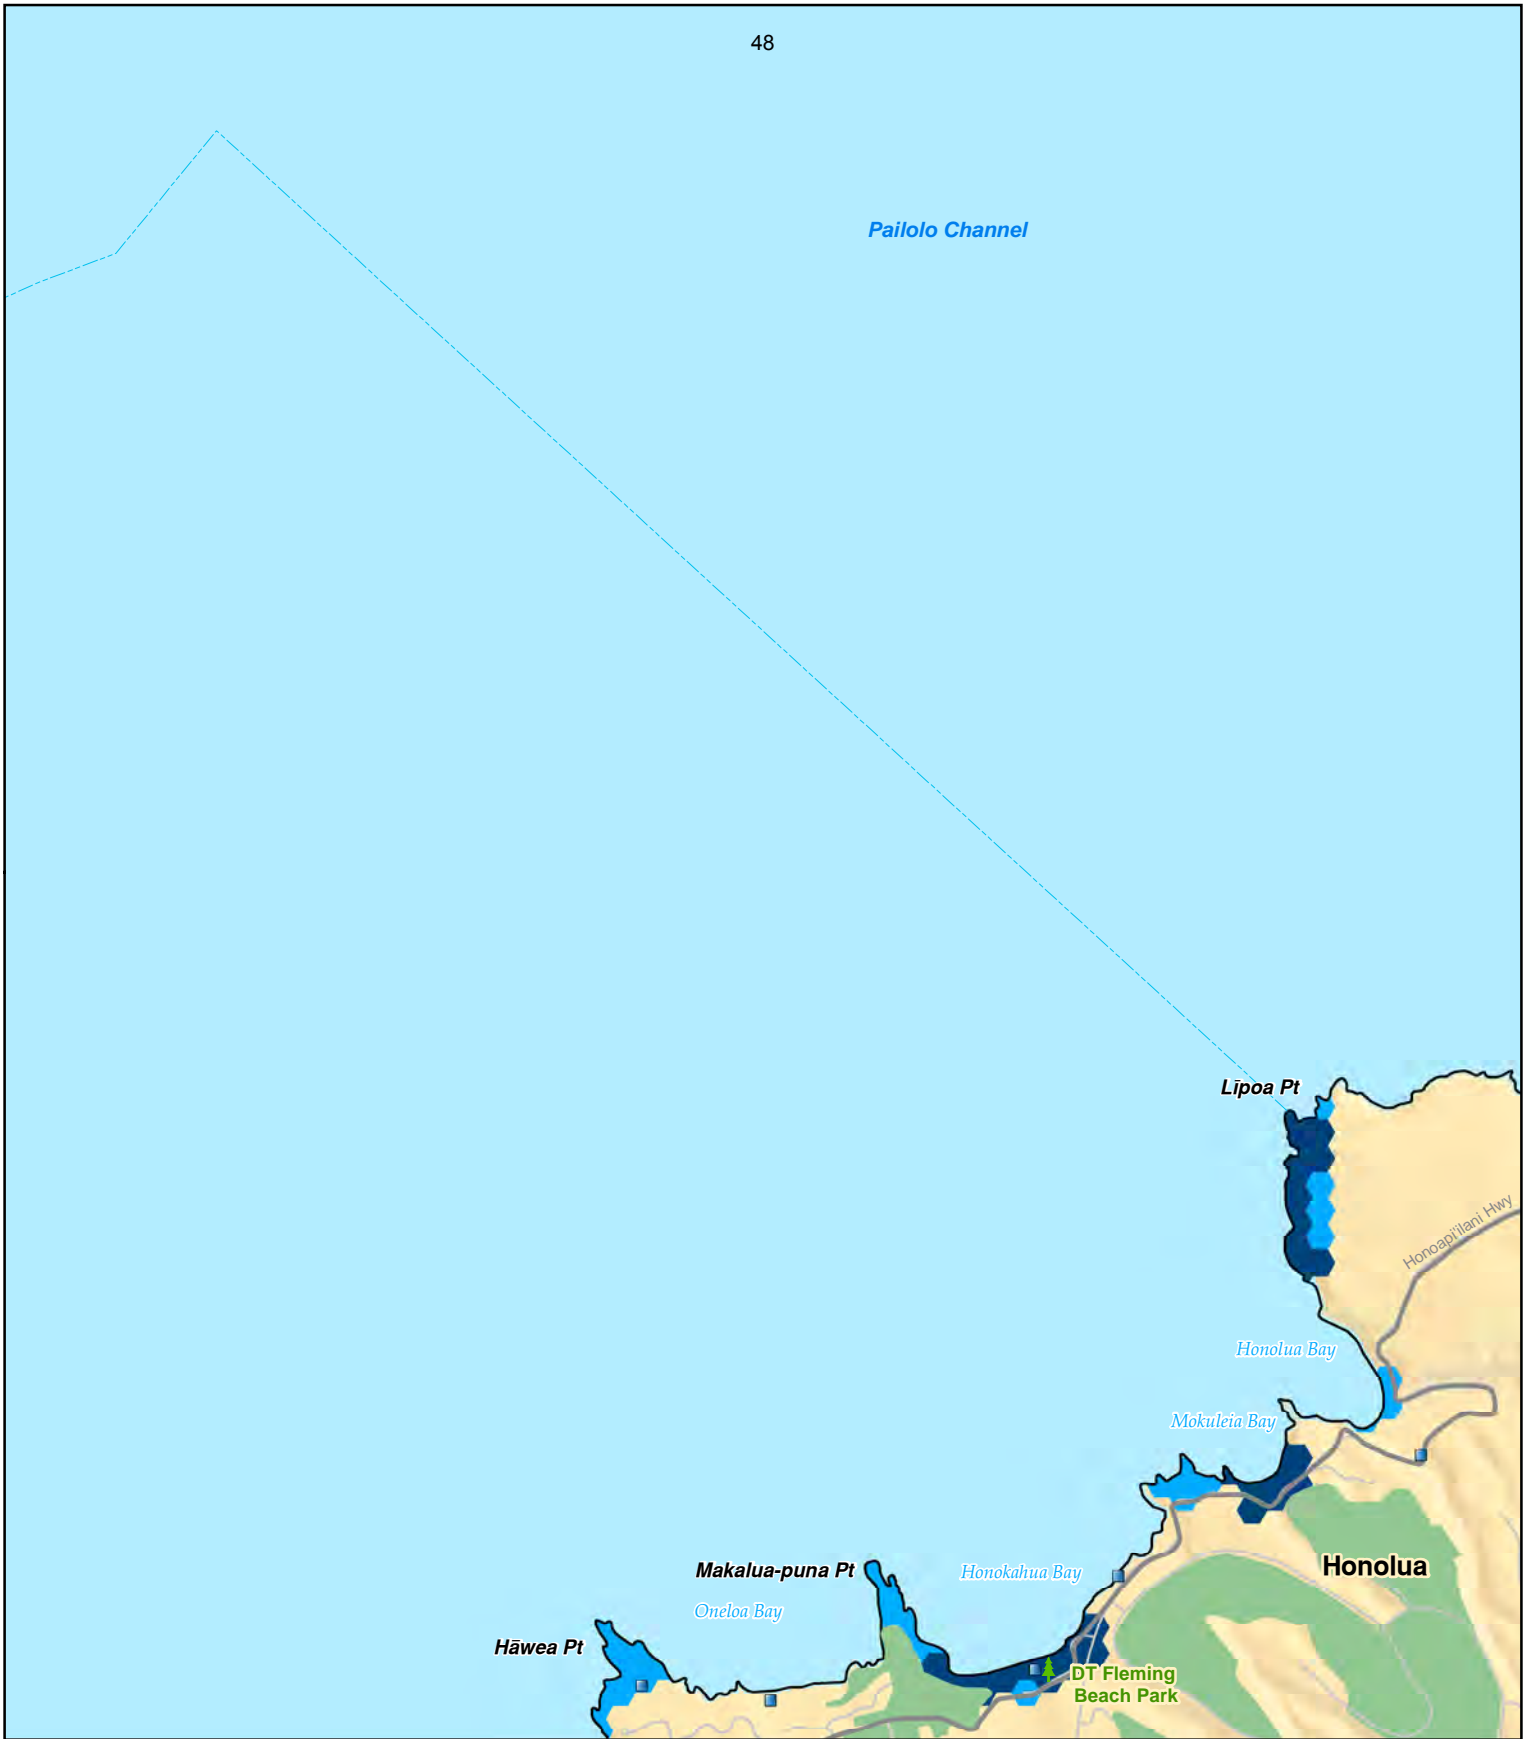 48
Pailolo Channel
Līpoa Pt
Honoapi'ilani Hwy
Honolua Bay
Mokuleia Bay
Honolua
Makalua-puna Pt
Honokahua Bay
Oneloa Bay
Hāwea Pt
DT Fleming
Beach Park